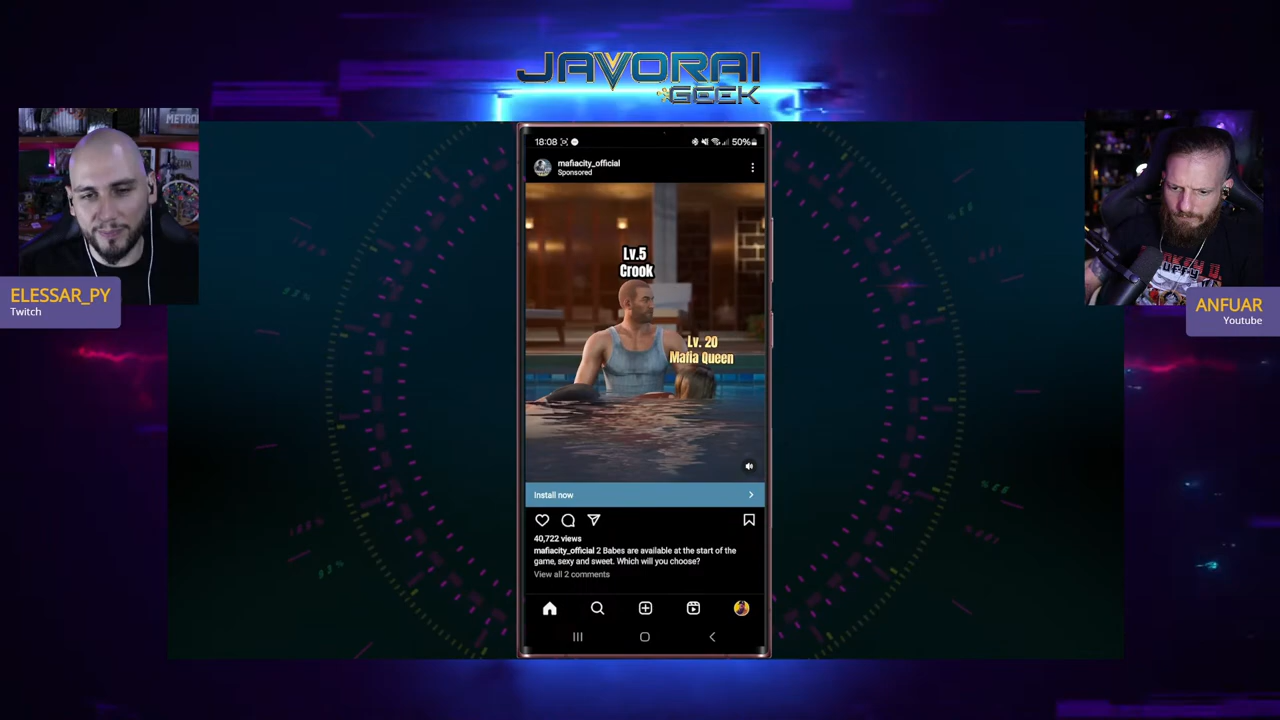 JAVORAI
GEEK
METRO
ELESSAR_PY
Twitch
ANFUAR
Youtube
18:08
50%
mafiacity_official
Sponsored
Lv.5
Crook
Lv. 20
Mafia Queen
Install now
40,722 views
mafiacity_official 2 Babes are available at the start of the
game, sexy and sweet. Which will you choose?
View all 2 comments